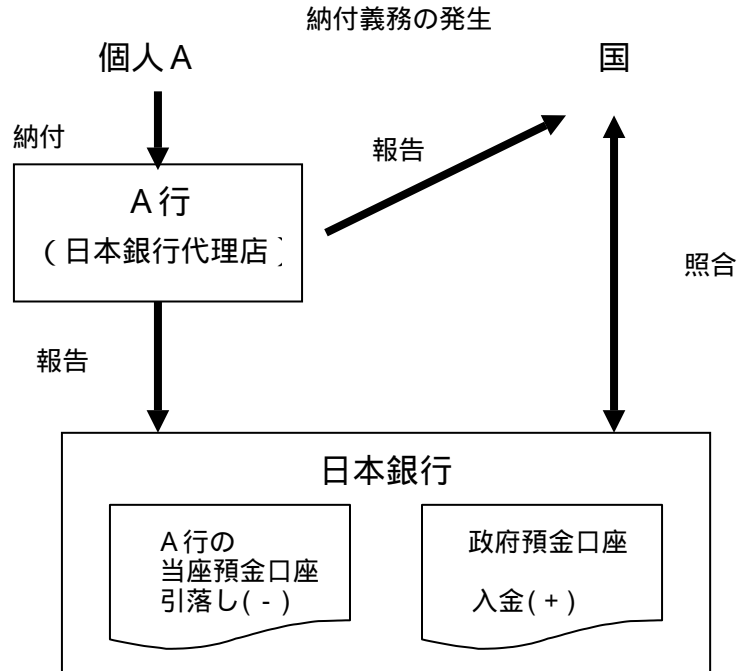 納付義務の発生
個人A
国
納付
報告
A行
(日本銀行代理店)
照合
報告
日本銀行
A行の
当座預金口座
引落し(-)
政府預金口座
入金(+)